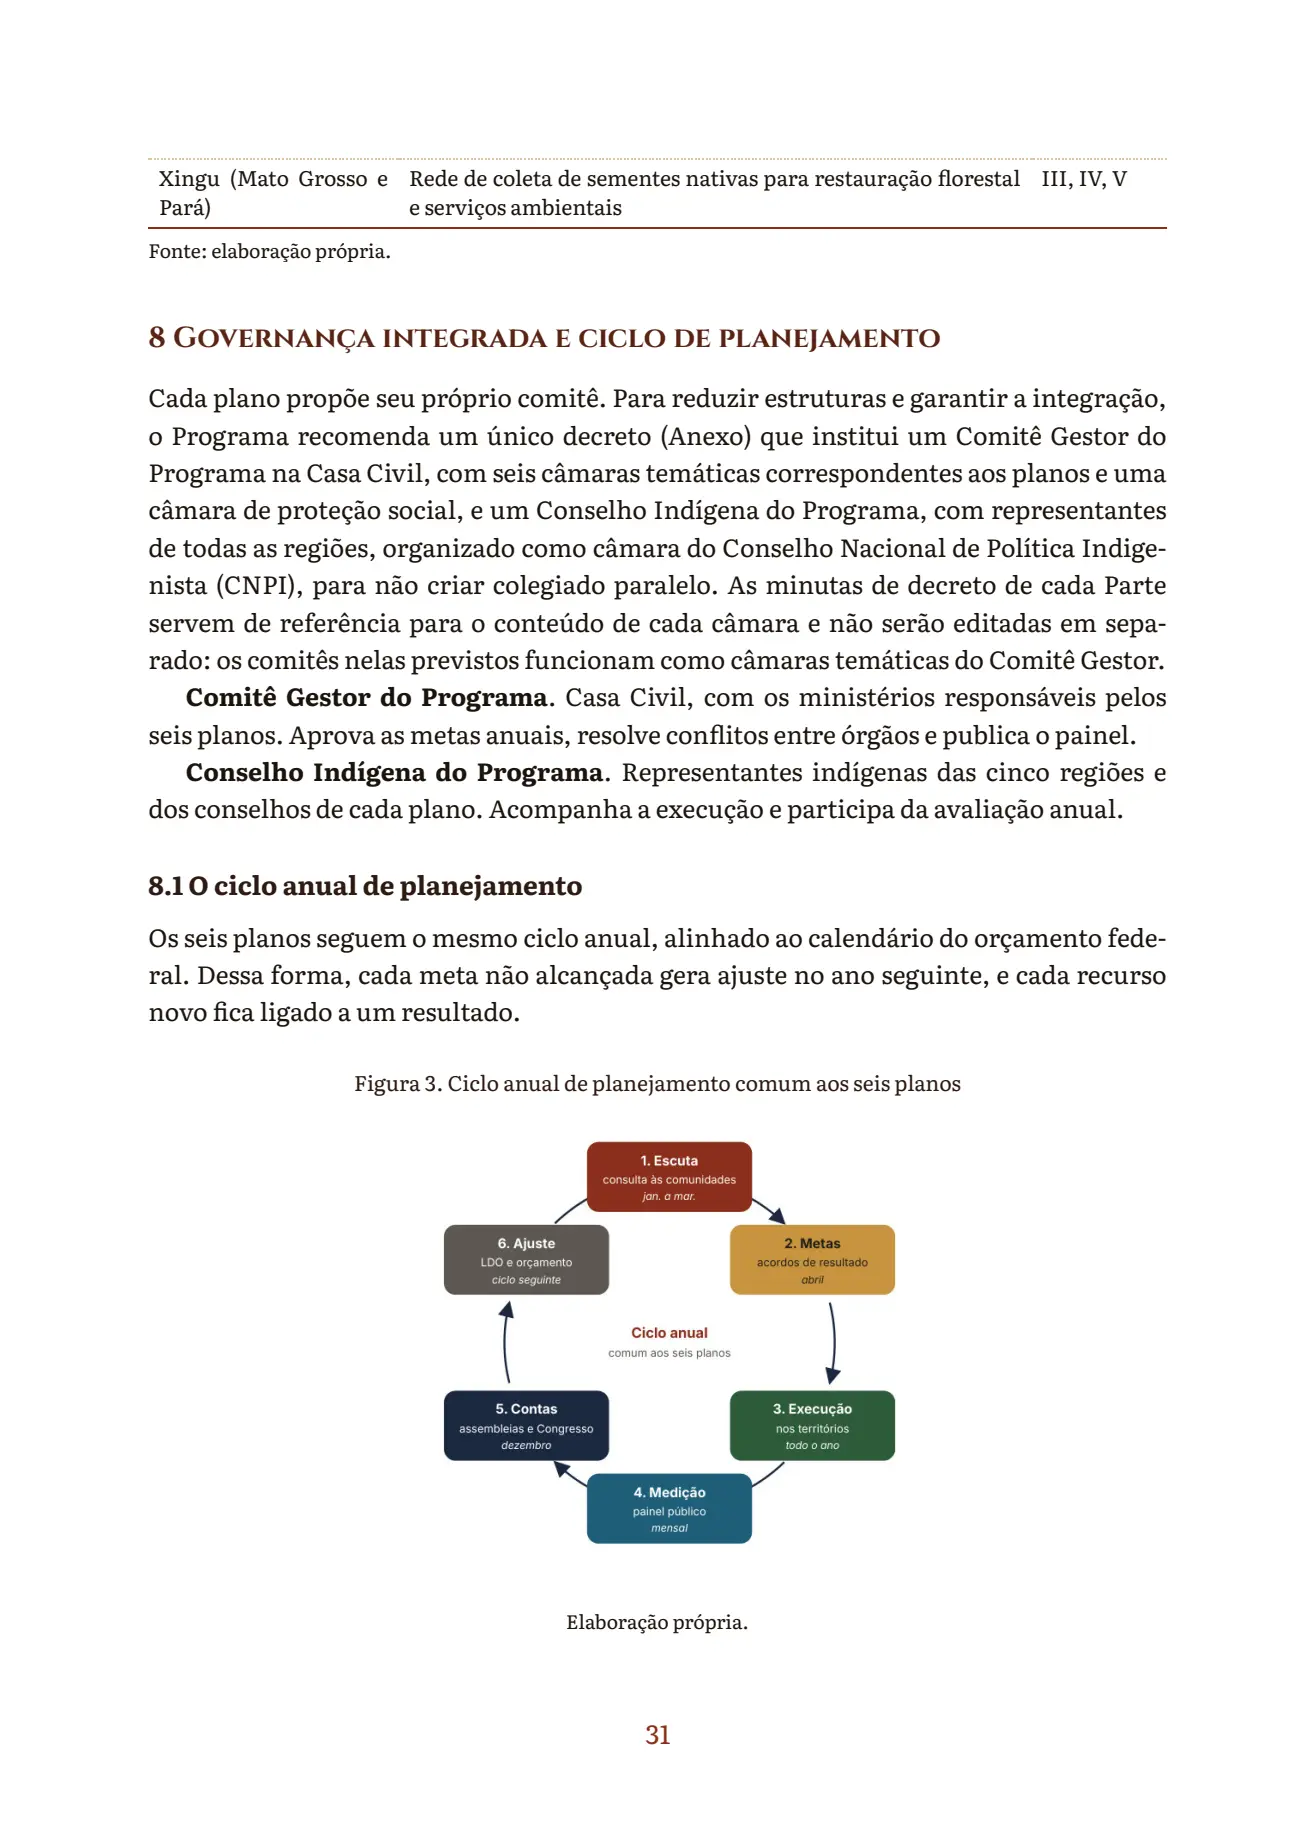 Xingu (Mato Grosso e Pará)
Rede de coleta de sementes nativas para restauração florestal e serviços ambientais
III, IV, V
Fonte: elaboração própria.
8 Governança integrada e ciclo de planejamento
Cada plano propõe seu próprio comitê. Para reduzir estruturas e garantir a integração,
o Programa recomenda um único decreto (Anexo) que institui um Comitê Gestor do
Programa na Casa Civil, com seis câmaras temáticas correspondentes aos planos e uma
câmara de proteção social, e um Conselho Indígena do Programa, com representantes
de todas as regiões, organizado como câmara do Conselho Nacional de Política Indige-
nista (CNPI), para não criar colegiado paralelo. As minutas de decreto de cada Parte
servem de referência para o conteúdo de cada câmara e não serão editadas em sepa-
rado: os comitês nelas previstos funcionam como câmaras temáticas do Comitê Gestor.
Comitê Gestor do Programa. Casa Civil, com os ministérios responsáveis pelos
seis planos. Aprova as metas anuais, resolve conflitos entre órgãos e publica o painel.
Conselho Indígena do Programa. Representantes indígenas das cinco regiões e
dos conselhos de cada plano. Acompanha a execução e participa da avaliação anual.
8.1 O ciclo anual de planejamento
Os seis planos seguem o mesmo ciclo anual, alinhado ao calendário do orçamento fede-
ral. Dessa forma, cada meta não alcançada gera ajuste no ano seguinte, e cada recurso
novo fica ligado a um resultado.
Figura 3. Ciclo anual de planejamento comum aos seis planos
1. Escuta
consulta às comunidades
jan. a mar.
2. Metas
acordos de resultado
abril
3. Execução
nos territórios
todo o ano
4. Medição
painel público
mensal
5. Contas
assembleias e Congresso
dezembro
6. Ajuste
LDO e orçamento
ciclo seguinte
Ciclo anual
comum aos seis planos
Elaboração própria.
31